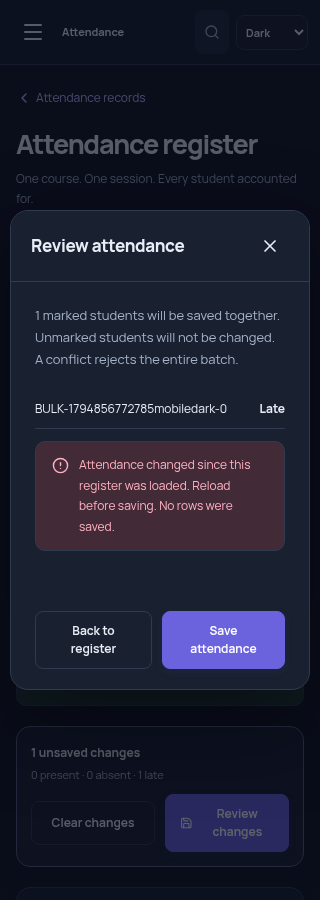 Attendance
Dark
Attendance records
Attendance register
One course. One session. Every student accounted
for.
Review attendance
1 marked students will be saved together.
Unmarked students will not be changed.
A conflict rejects the entire batch.
BULK-1794856772785mobiledark-0 Late
Attendance changed since this
register was loaded. Reload
before saving. No rows were
saved.
Back to
register
Save
attendance
1 unsaved changes
0 present · 0 absent · 1 late
Clear changes
Review
changes